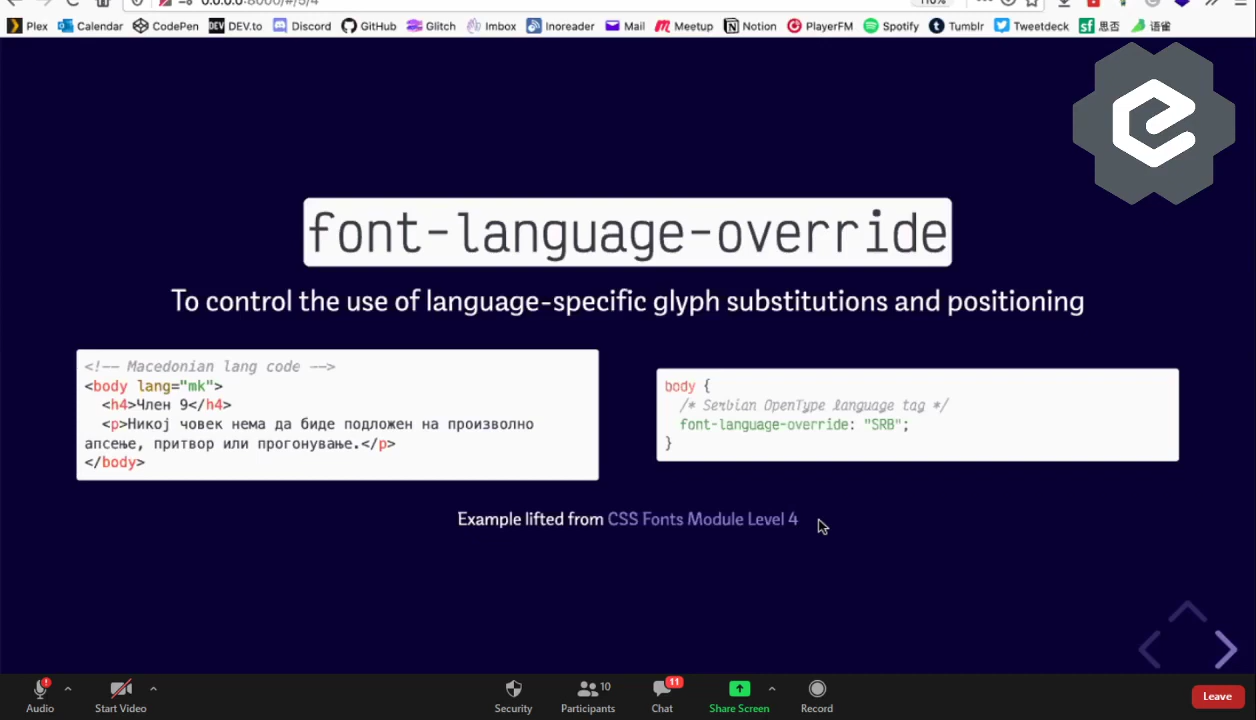 110%
Plex Calendar CodePen DEV.to Discord GitHub Glitch Imbox Inoreader Mail Meetup Notion PlayerFM Spotify Tumblr Tweetdeck 思否 语雀
font-language-override
To control the use of language-specific glyph substitutions and positioning
<!-- Macedonian lang code -->
<body lang="mk">
<h4>Член 9</h4>
<p>Никој човек нема да биде подложен на произволно
апсење, притвор или прогонување.</p>
</body>
body {
/* Serbian OpenType language tag */
font-language-override: "SRB";
}
Example lifted from CSS Fonts Module Level 4
10 11
Audio Start Video Security Participants Chat Share Screen Record Leave